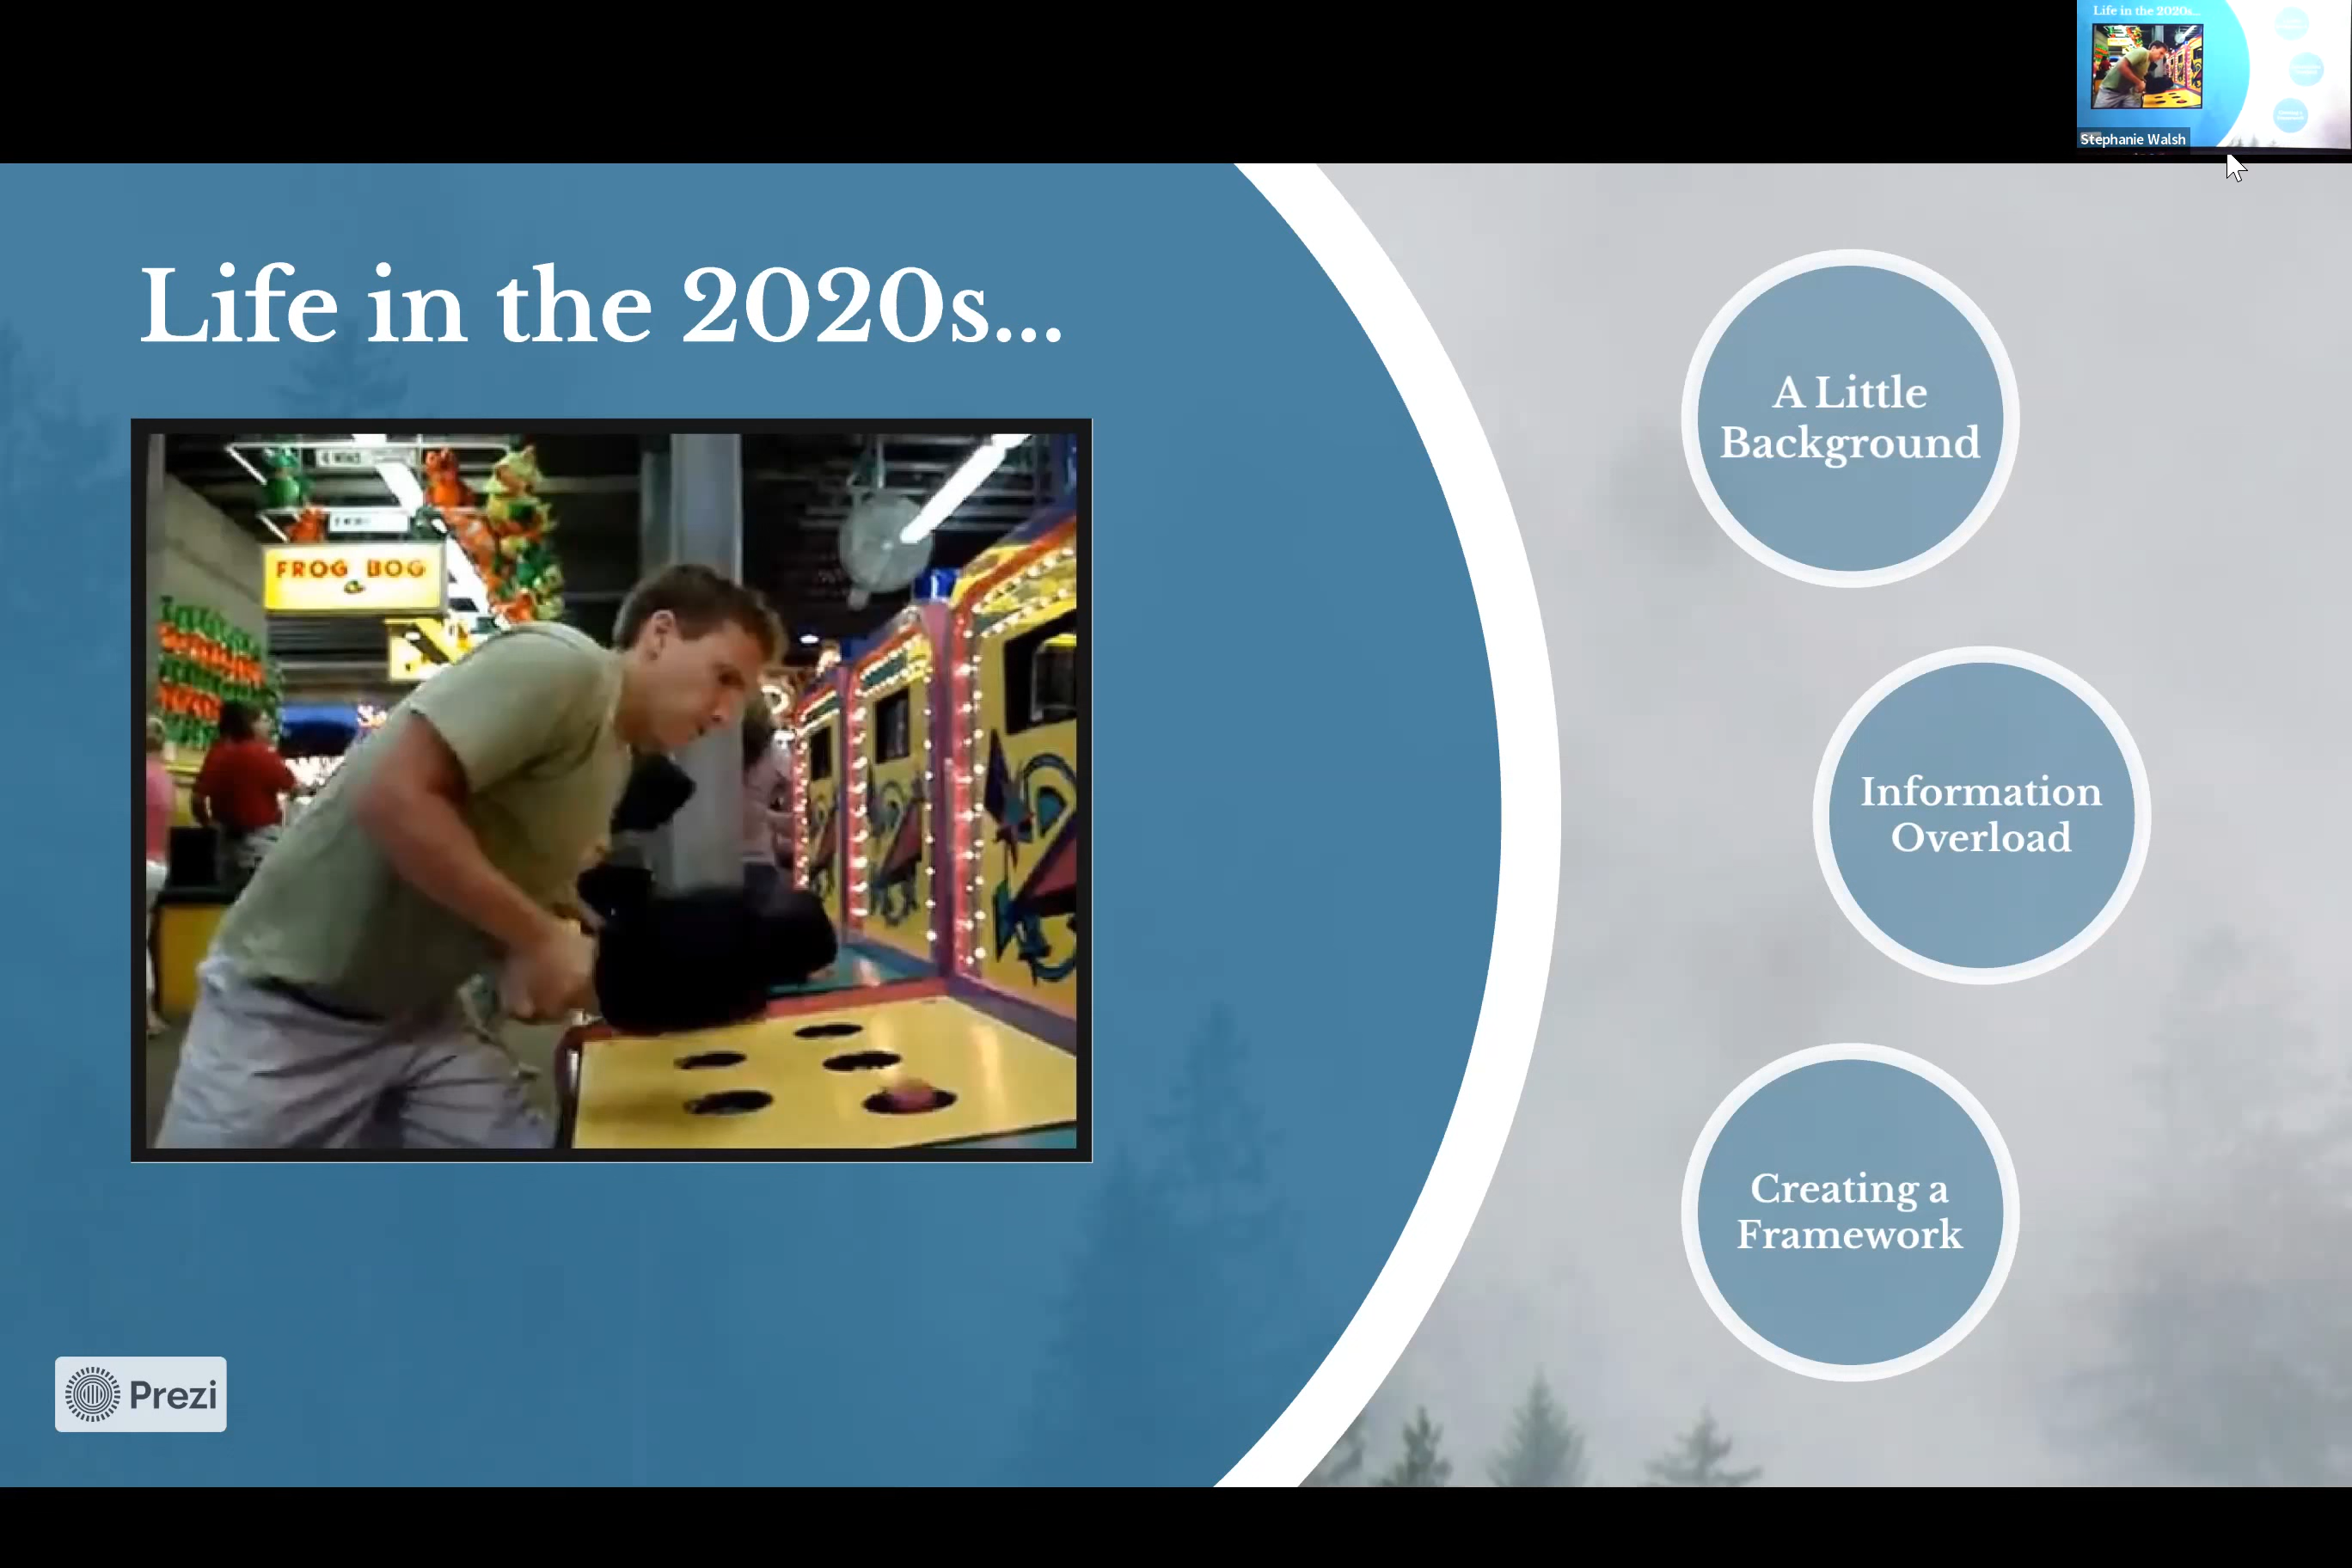 Life in the 2020s...
Stephanie Walsh
Life in the 2020s...
FROG BOG
A Little
Background
Information
Overload
Creating a
Framework
Prezi